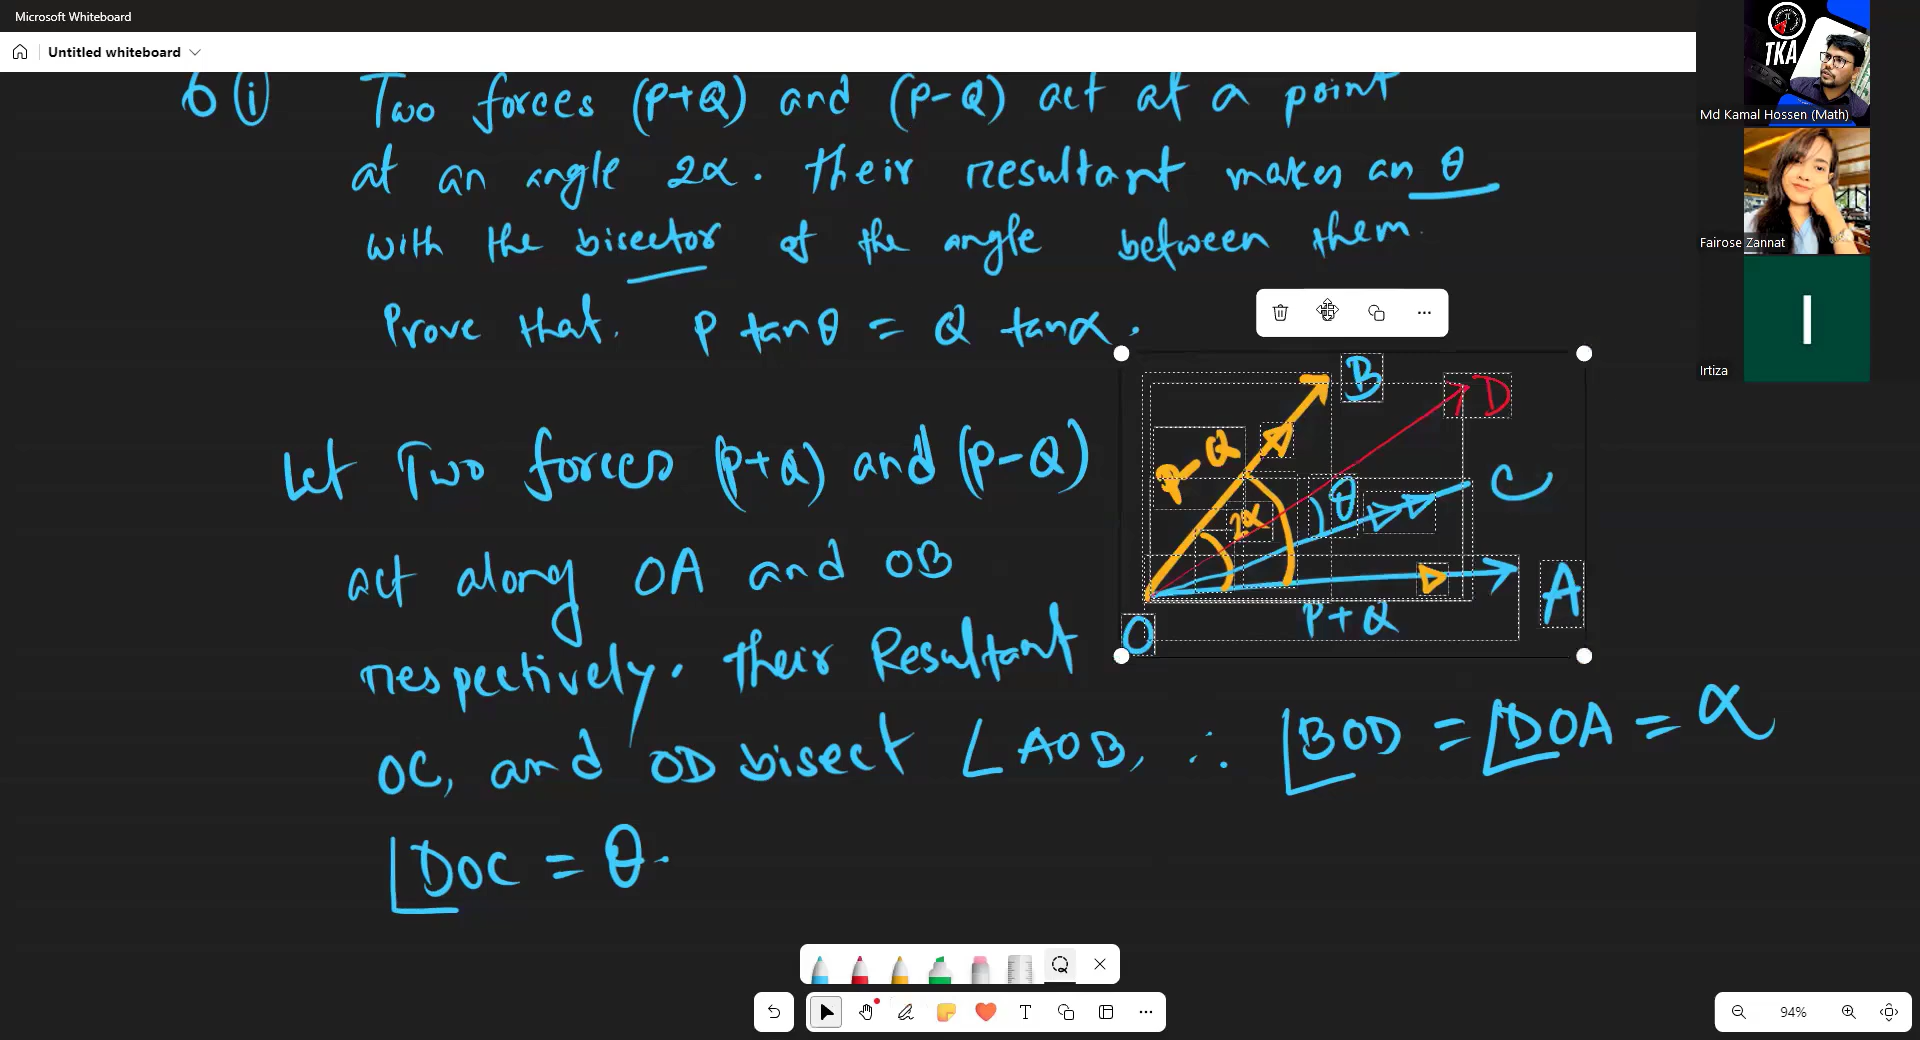 Microsoft Whiteboard
Untitled whiteboard
TKA
Md Kamal Hossen (Math)
Fairose Zannat
I
Irtiza
6 (i) Two forces (P+Q) and (P-Q) act at a point
at an angle 2α. Their resultant makes an θ
with the bisector of the angle between them.
Prove that. P tanθ = Q tanα.
Let Two forces (P+Q) and (P-Q)
act along OA and OB
respectively. Their Resultant
OC, and OD bisect ∠AOB, ∴ ∠BOD = ∠DOA = α
∠DOC = θ.
B
D
P-Q
2α
θ
C
A
P+Q
O
94%